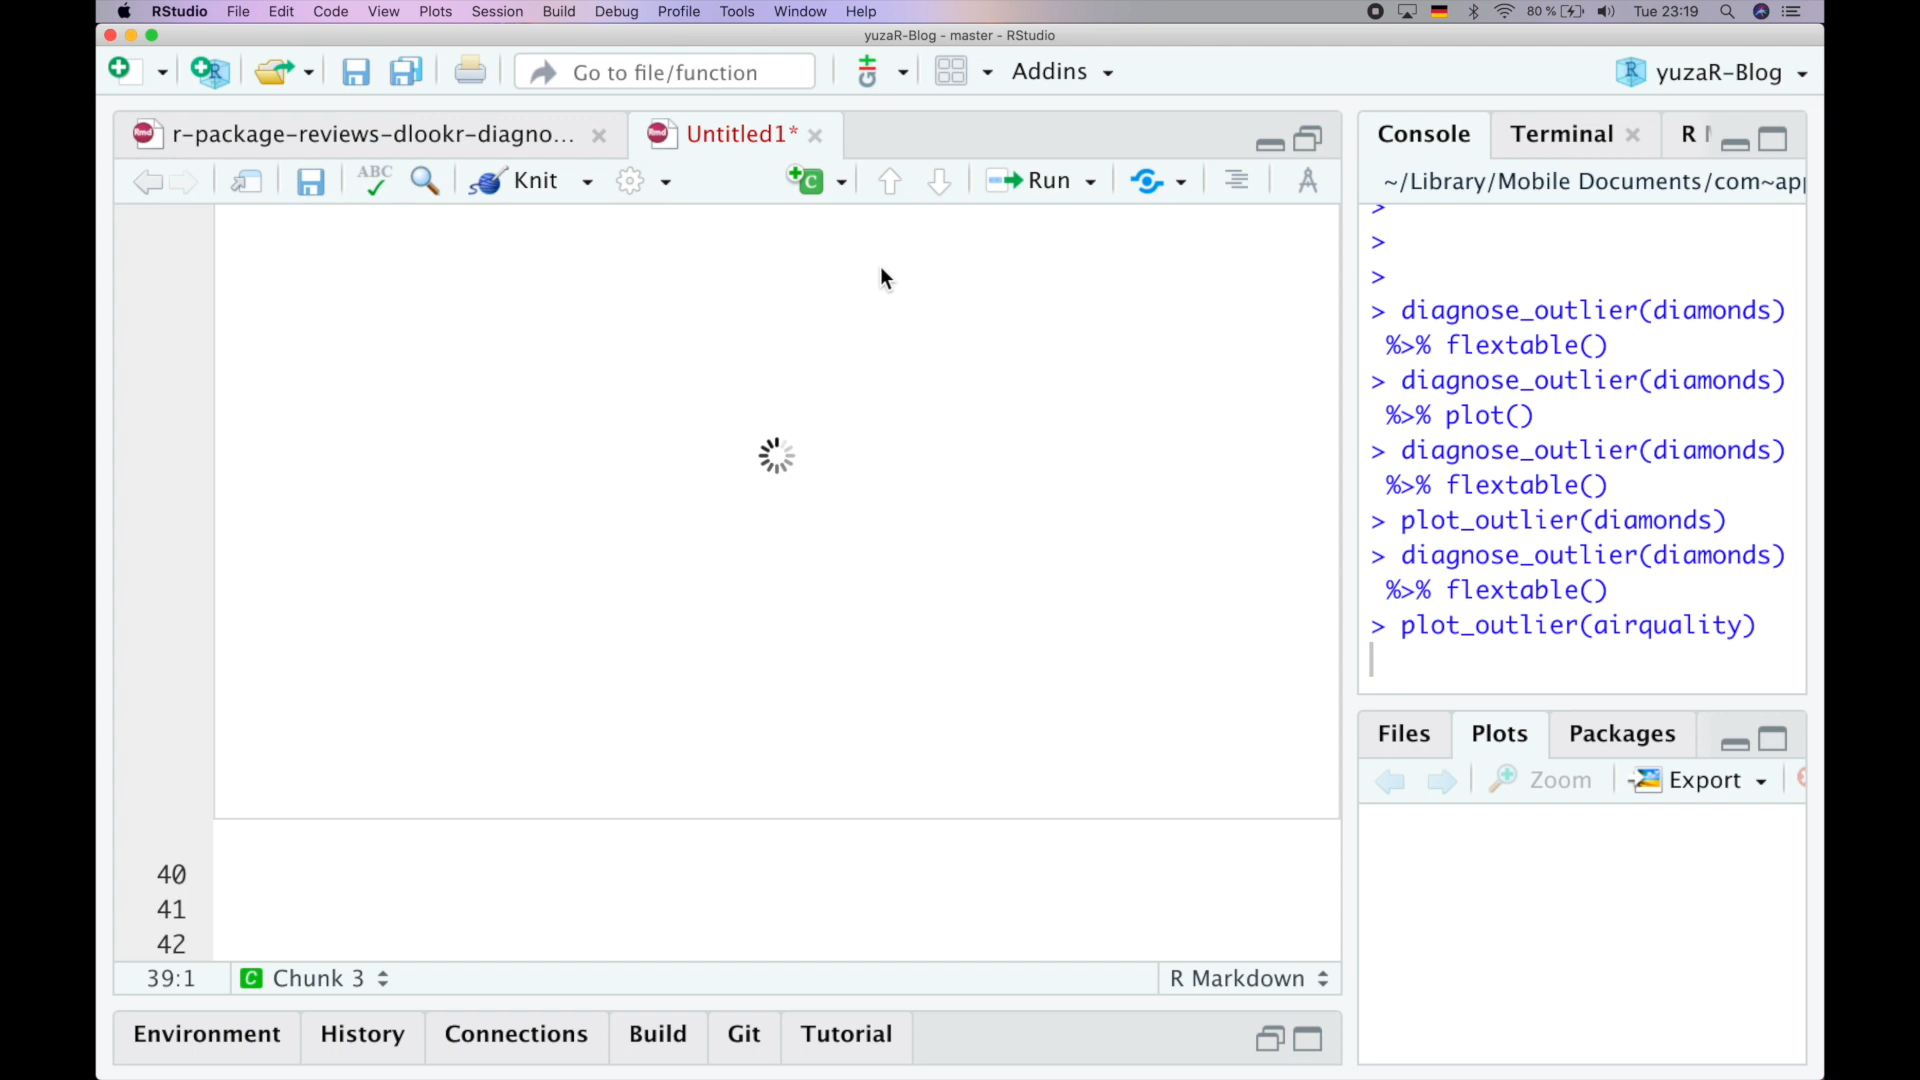 RStudio File Edit Code View Plots Session Build Debug Profile Tools Window Help 80 % Tue 23:19
yuzaR-Blog - master - RStudio
Go to file/function Addins yuzaR-Blog
r-package-reviews-dlookr-diagno... Untitled1*
ABC Knit Run
40
41
42
39:1 Chunk 3 R Markdown
Environment History Connections Build Git Tutorial
Console Terminal R
~/Library/Mobile Documents/com~app
>
>
>
> diagnose_outlier(diamonds)
%>% flextable()
> diagnose_outlier(diamonds)
%>% plot()
> diagnose_outlier(diamonds)
%>% flextable()
> plot_outlier(diamonds)
> diagnose_outlier(diamonds)
%>% flextable()
> plot_outlier(airquality)
Files Plots Packages
Zoom Export